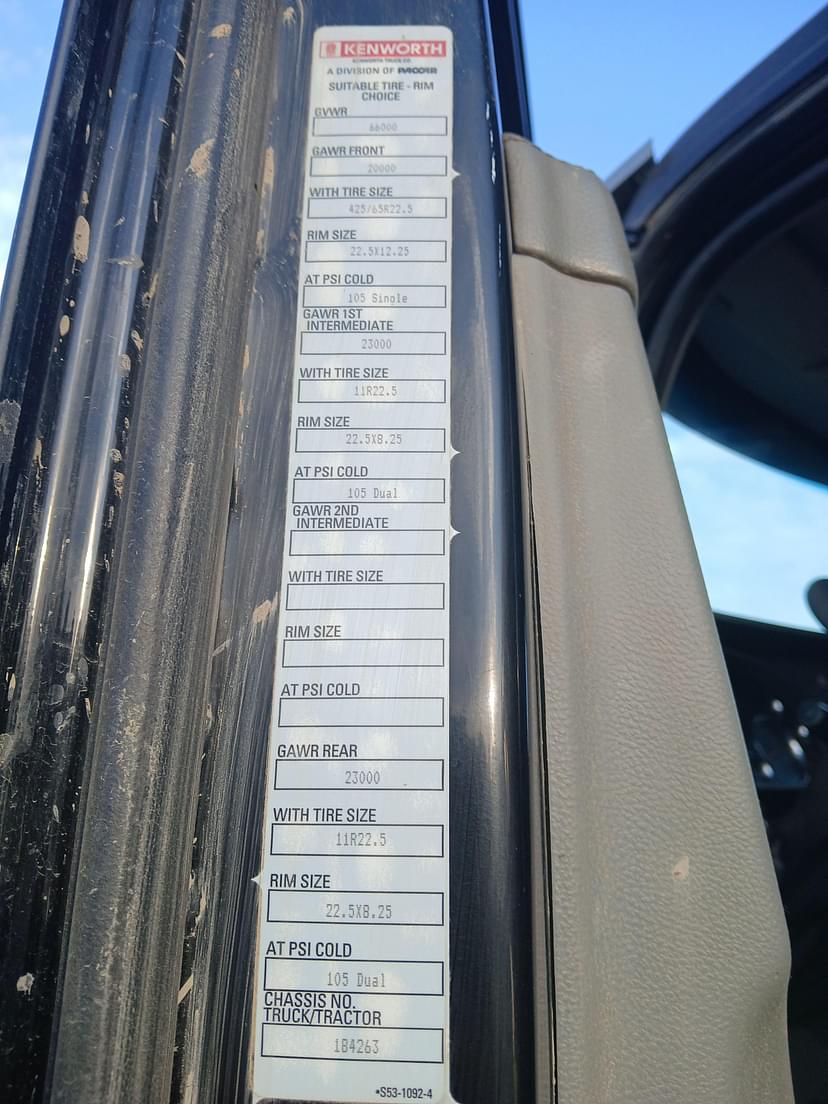 KENWORTH
KENWORTH TRUCK CO.
A DIVISION OF PACCAR
SUITABLE TIRE - RIM
CHOICE
GVWR
66000
GAWR FRONT
20000
WITH TIRE SIZE
425/65R22.5
RIM SIZE
22.5X12.25
AT PSI COLD
105 Single
GAWR 1ST
INTERMEDIATE
23000
WITH TIRE SIZE
11R22.5
RIM SIZE
22.5X8.25
AT PSI COLD
105 Dual
GAWR 2ND
INTERMEDIATE
WITH TIRE SIZE
RIM SIZE
AT PSI COLD
GAWR REAR
23000
WITH TIRE SIZE
11R22.5
RIM SIZE
22.5X8.25
AT PSI COLD
105 Dual
CHASSIS NO.
TRUCK/TRACTOR
184263
*S53-1092-4